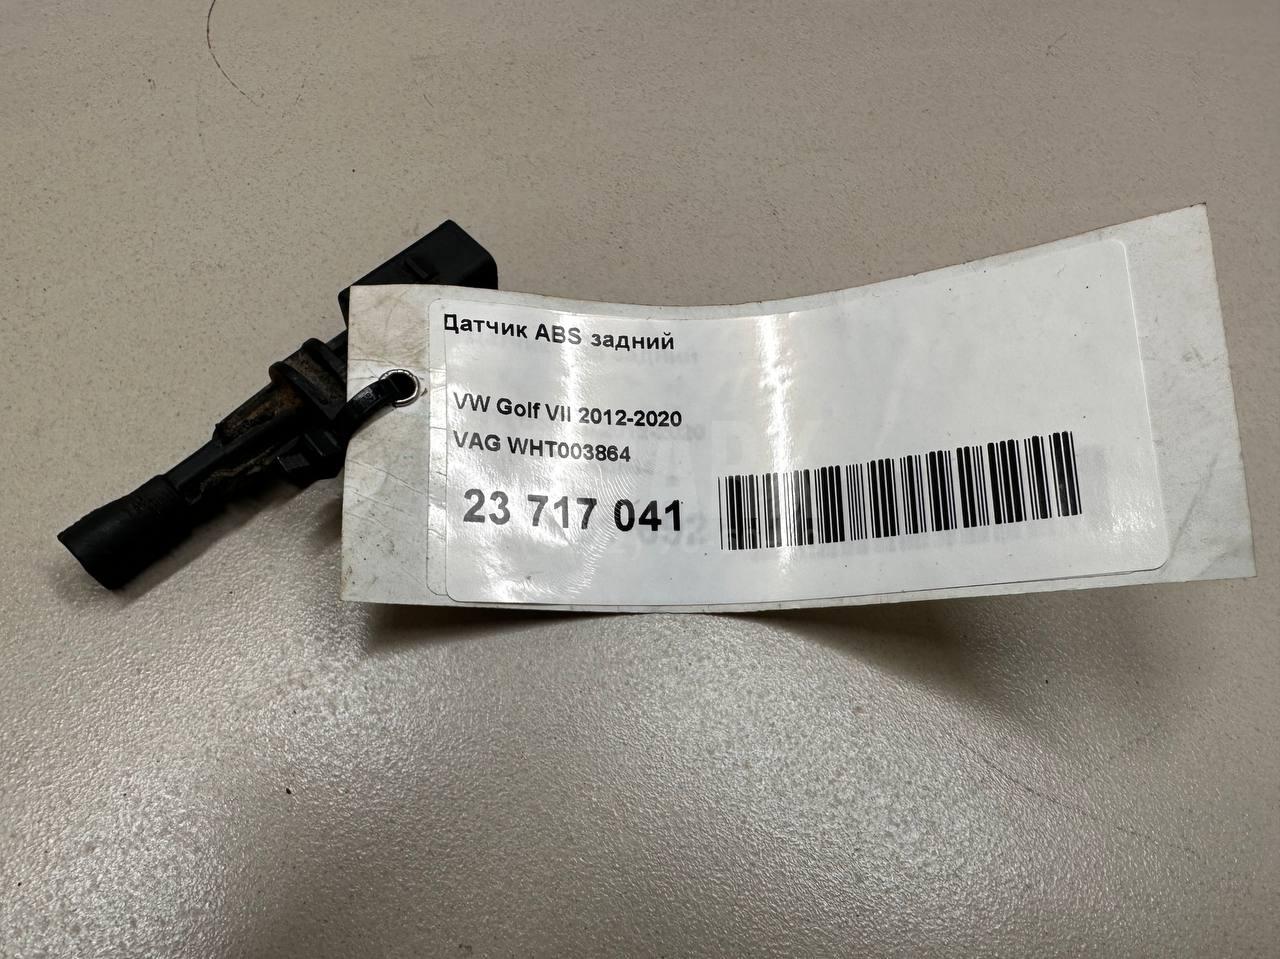 Датчик ABS задний
VW Golf VII 2012-2020
VAG WHT003864
23 717 041